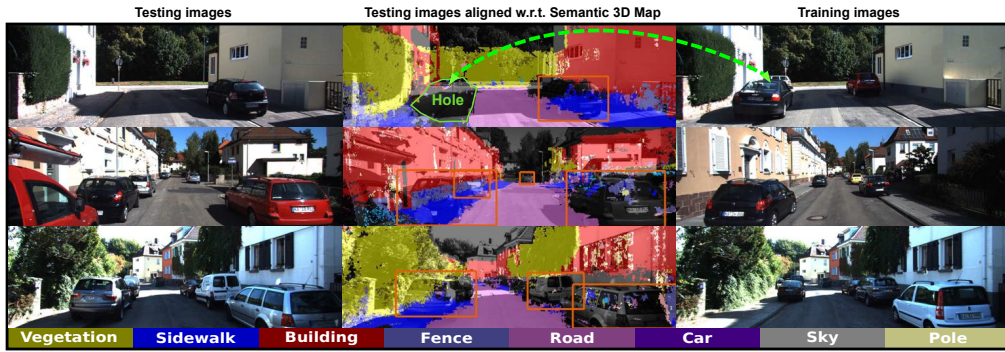 Testing images
Testing images aligned w.r.t. Semantic 3D Map
Training images
Hole
Vegetation
Sidewalk
Building
Fence
Road
Car
Sky
Pole